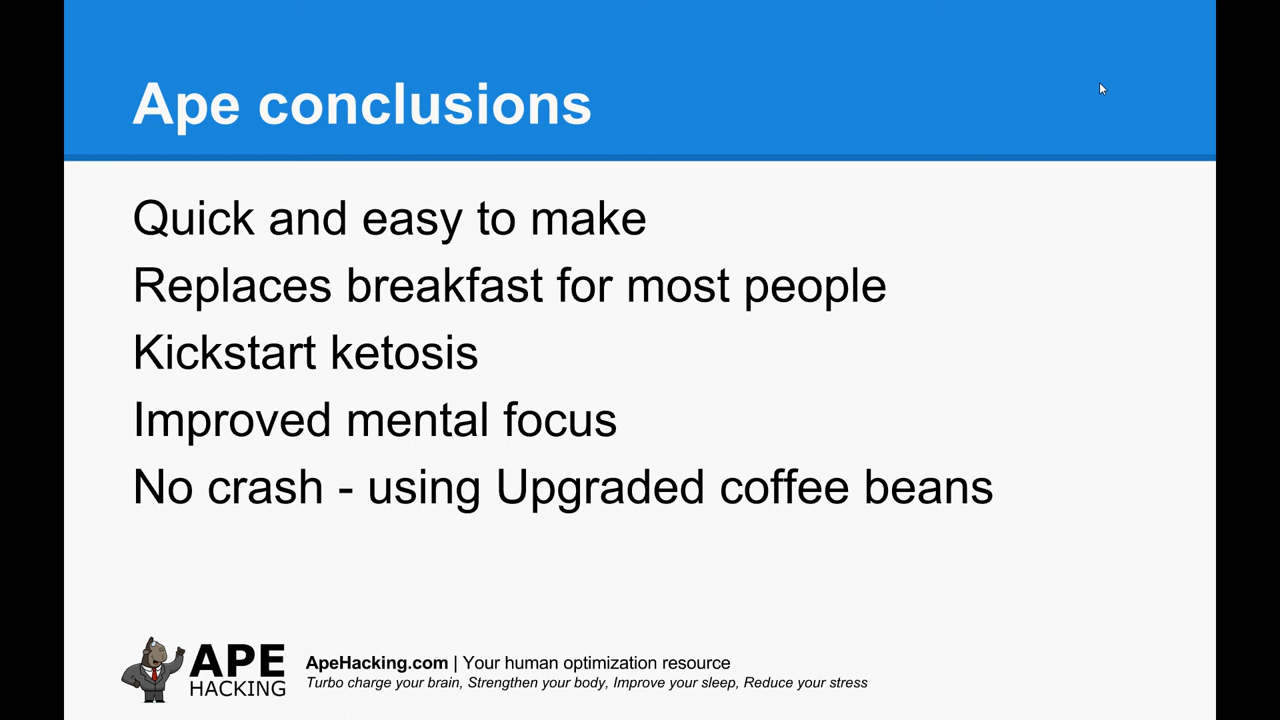 Ape conclusions
Quick and easy to make
Replaces breakfast for most people
Kickstart ketosis
Improved mental focus
No crash - using Upgraded coffee beans
APE
HACKING
ApeHacking.com | Your human optimization resource
Turbo charge your brain, Strengthen your body, Improve your sleep, Reduce your stress